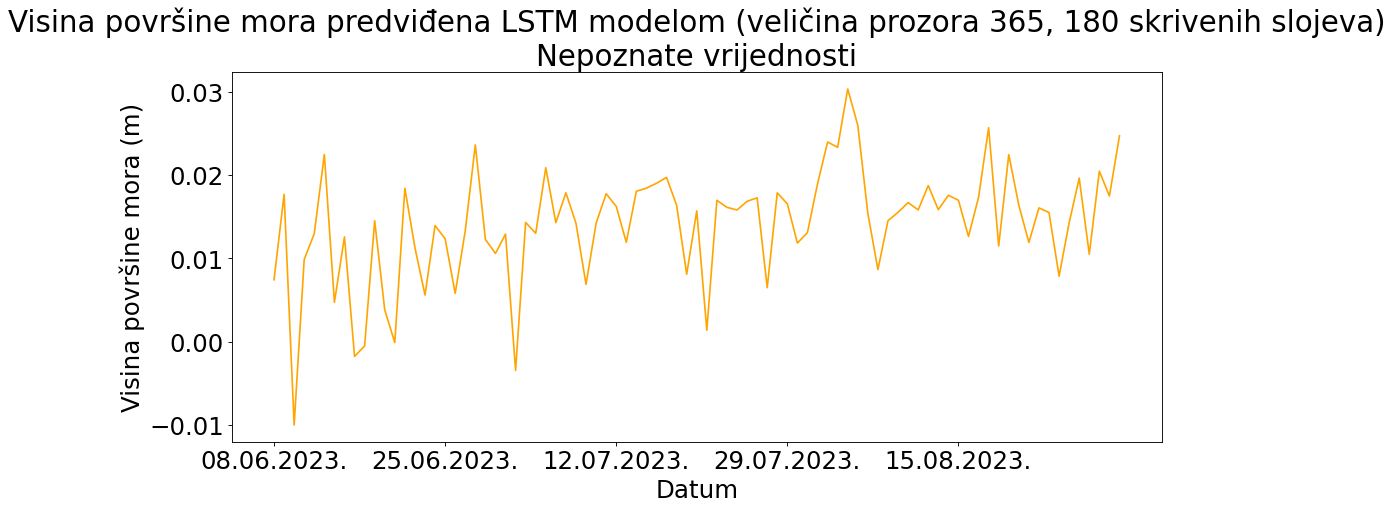 Visina površine mora predviđena LSTM modelom (veličina prozora 365, 180 skrivenih slojeva)
Nepoznate vrijednosti
Visina površine mora (m)
0.03
0.02
0.01
0.00
−0.01
08.06.2023. 25.06.2023. 12.07.2023. 29.07.2023. 15.08.2023.
Datum